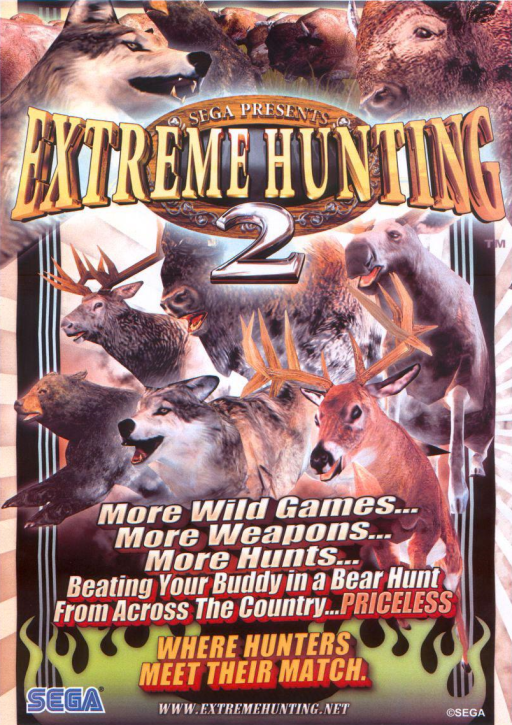 SEGA PRESENTS
EXTREME HUNTING
2
TM
More Wild Games...
More Weapons...
More Hunts...
Beating Your Buddy in a Bear Hunt
From Across The Country...PRICELESS
WHERE HUNTERS
MEET THEIR MATCH.
SEGA
WWW.EXTREMEHUNTING.NET
©SEGA